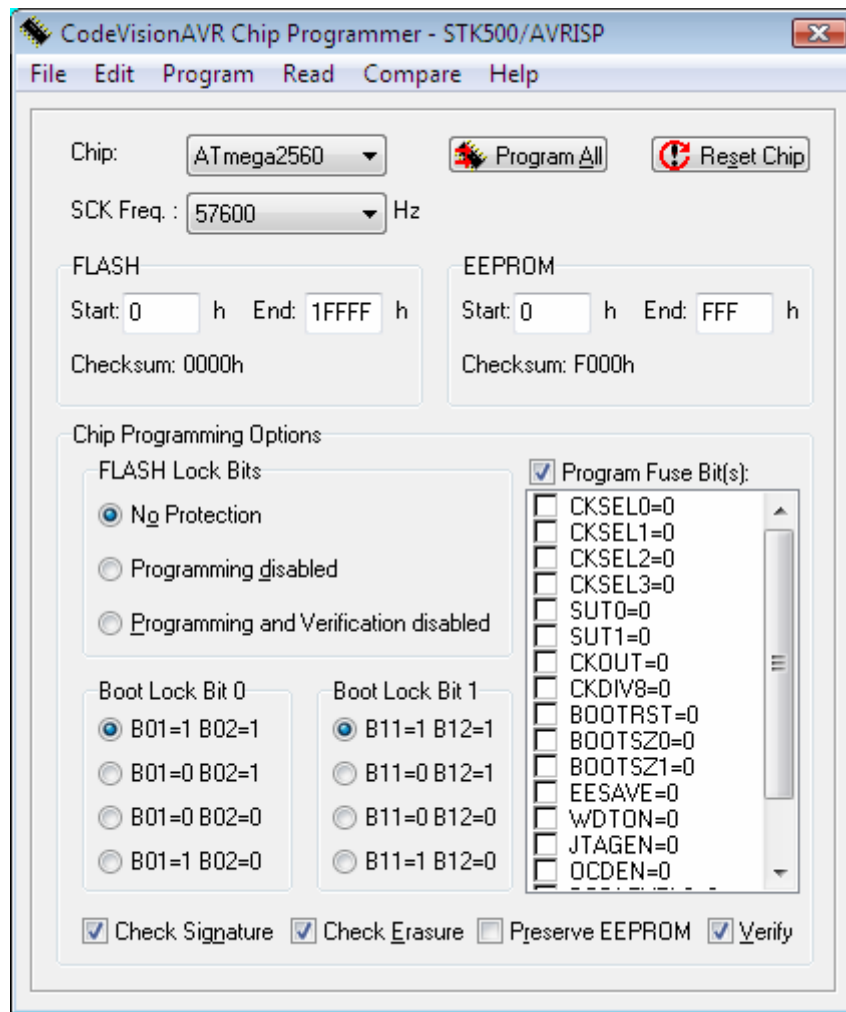 CodeVisionAVR Chip Programmer - STK500/AVRISP
File Edit Program Read Compare Help
Chip: ATmega2560 Program All Reset Chip
SCK Freq. : 57600 Hz
FLASH
Start: 0 h End: 1FFFF h
Checksum: 0000h
EEPROM
Start: 0 h End: FFF h
Checksum: F000h
Chip Programming Options
FLASH Lock Bits
No Protection
Programming disabled
Programming and Verification disabled
Boot Lock Bit 0
B01=1 B02=1
B01=0 B02=1
B01=0 B02=0
B01=1 B02=0
Boot Lock Bit 1
B11=1 B12=1
B11=0 B12=1
B11=0 B12=0
B11=1 B12=0
Program Fuse Bit(s):
CKSEL0=0
CKSEL1=0
CKSEL2=0
CKSEL3=0
SUT0=0
SUT1=0
CKOUT=0
CKDIV8=0
BOOTRST=0
BOOTSZ0=0
BOOTSZ1=0
EESAVE=0
WDTON=0
JTAGEN=0
OCDEN=0
Check Signature Check Erasure Preserve EEPROM Verify